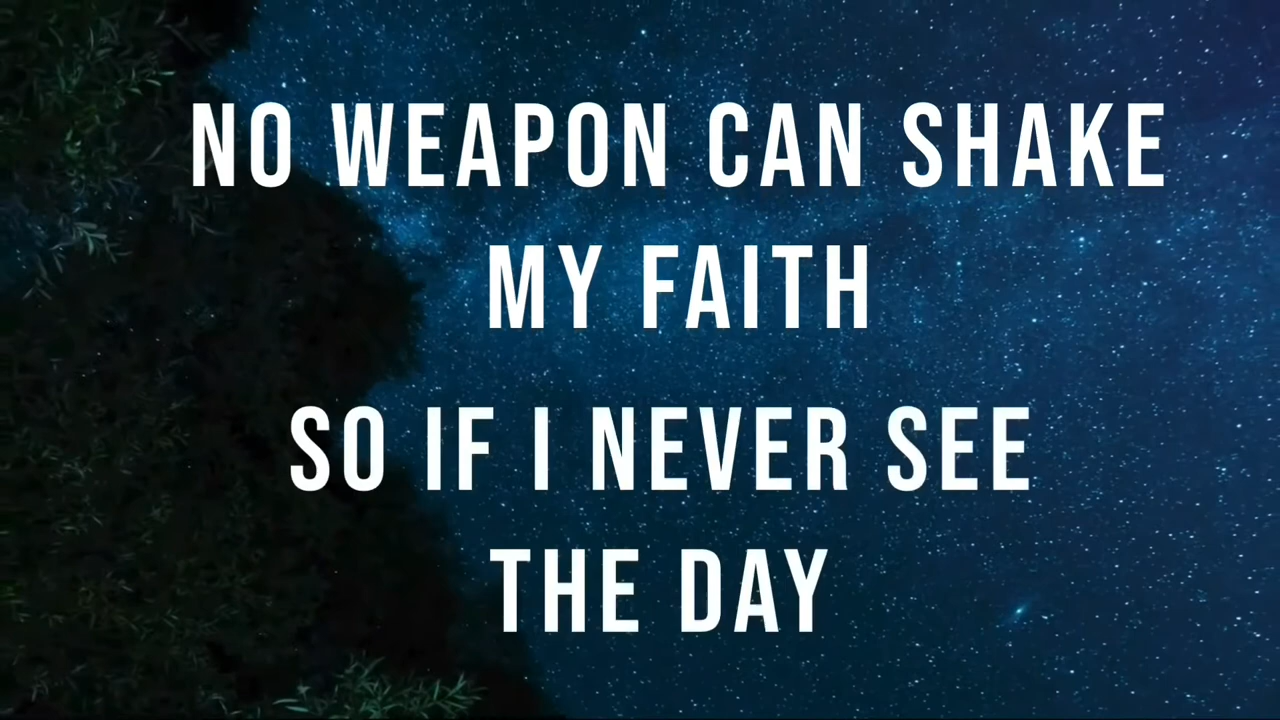 NO WEAPON CAN SHAKE
MY FAITH
SO IF I NEVER SEE
THE DAY